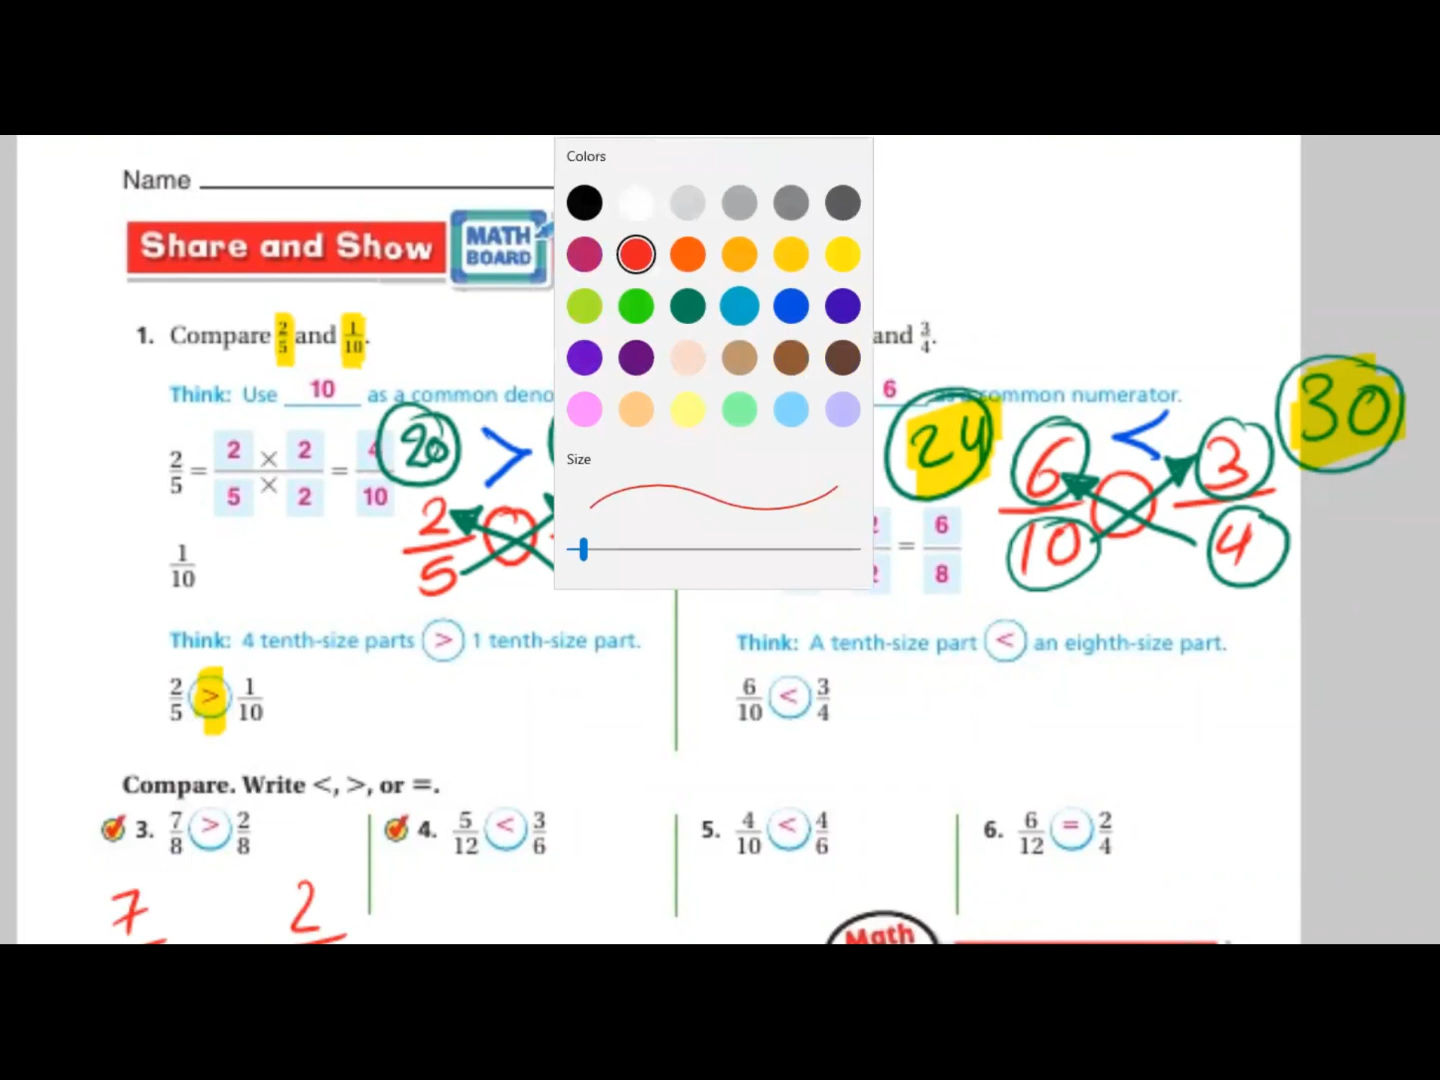 Name
Share and Show
MATH BOARD
1. Compare 2/5 and 1/10.
Think: Use 10 as a common deno
2/5 = 2 × 2 / 5 × 2 = 4/10
20 >
2/5
1/10
Think: 4 tenth-size parts > 1 tenth-size part.
2/5 > 1/10
Colors
Size
and 3/4.
6 as a common numerator.
24 < 30
6/10 3/4
2/2 = 6/8
Think: A tenth-size part < an eighth-size part.
6/10 < 3/4
Compare. Write <, >, or =.
3. 7/8 > 2/8
4. 5/12 < 3/6
5. 4/10 < 4/6
6. 6/12 = 2/4
7 2
Math